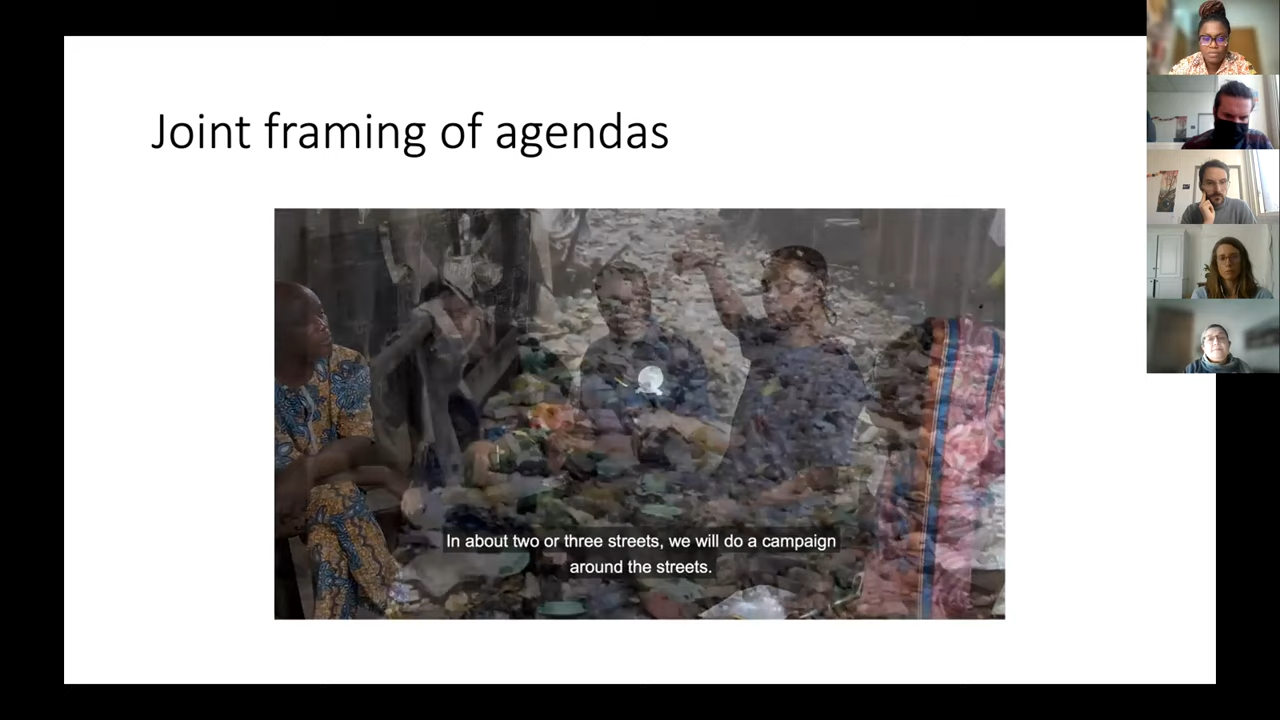 Joint framing of agendas
In about two or three streets, we will do a campaign
around the streets.